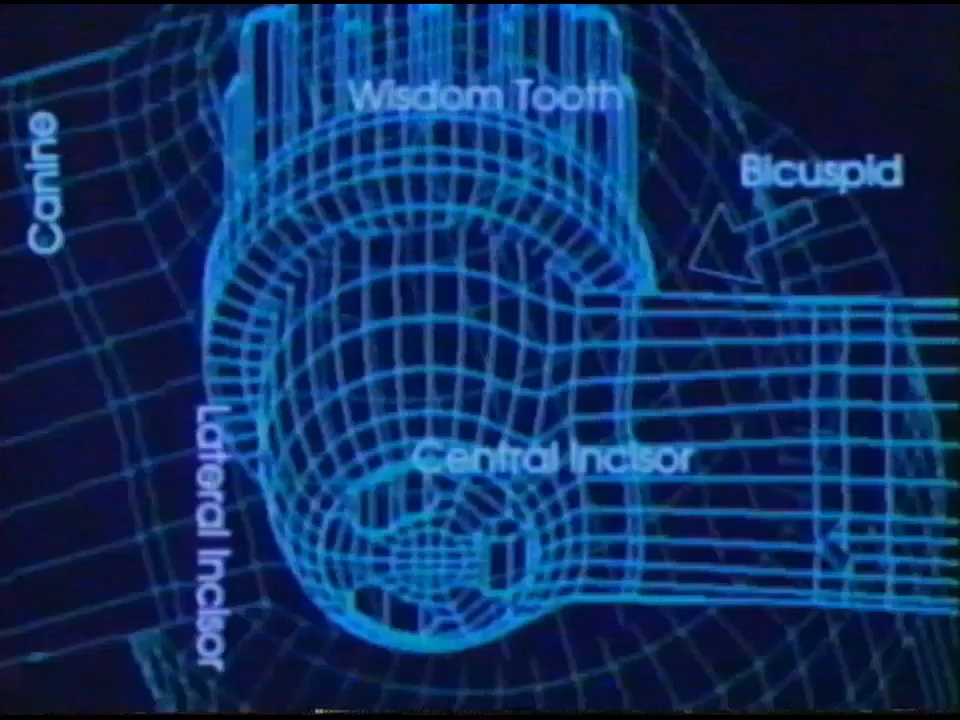 Wisdom Tooth
Canine
Bicuspid
Central Incisor
Lateral Incisor